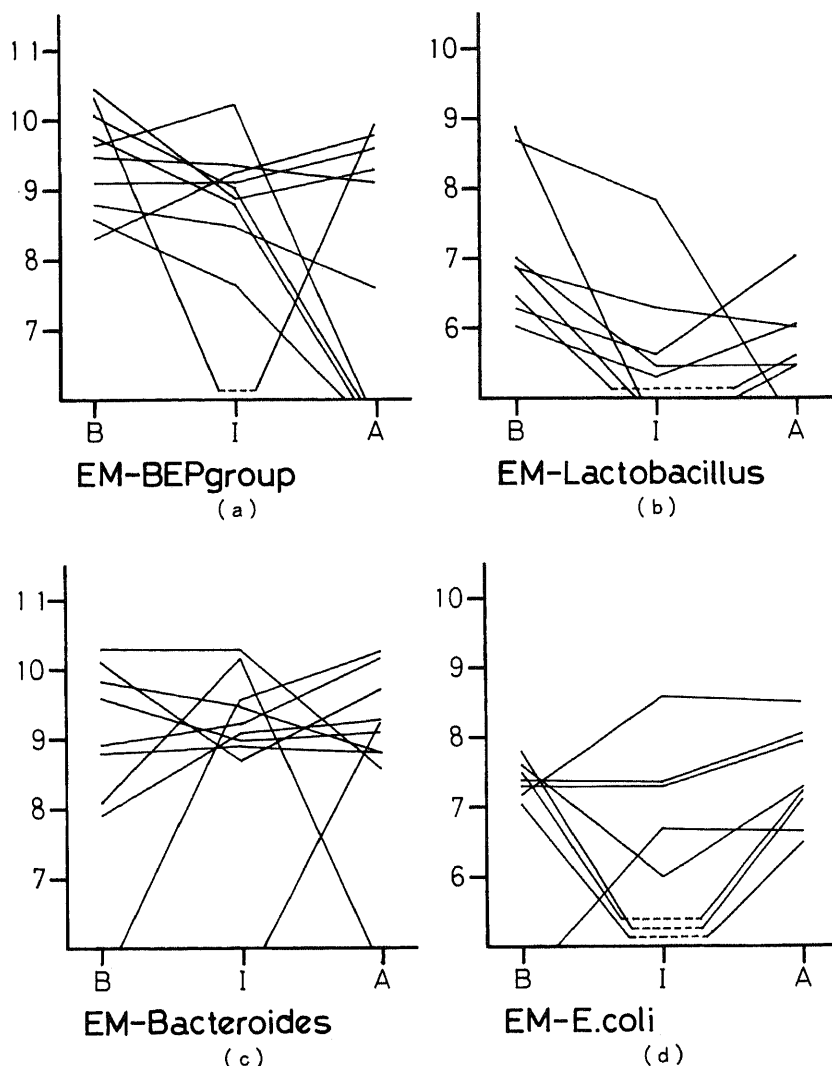 11
10
9
8
7
B I A
EM-BEPgroup
(a)
10
9
8
7
6
B I A
EM-Lactobacillus
(b)
11
10
9
8
7
B I A
EM-Bacteroides
(c)
10
9
8
7
6
B I A
EM-E.coli
(d)